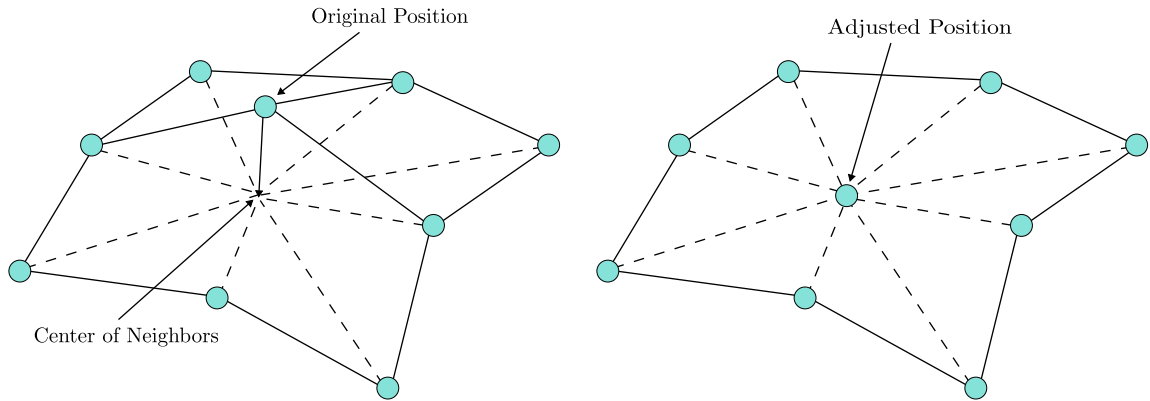 Original Position
Adjusted Position
Center of Neighbors